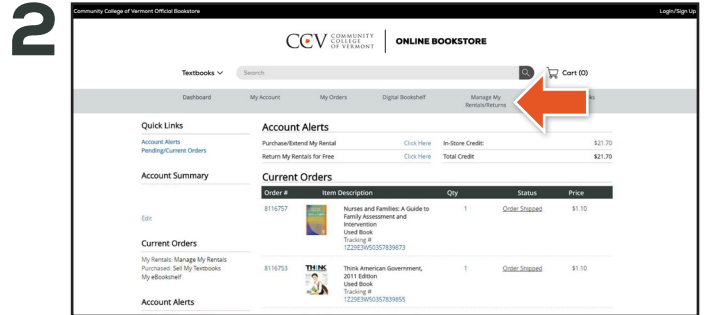 2
Community College of Vermont Official Bookstore
Login/Sign Up
CCV COMMUNITY COLLEGE OF VERMONT
ONLINE BOOKSTORE
Textbooks
Search
Cart (0)
Dashboard
My Account
My Orders
Digital Bookshelf
Manage My
Rentals/Returns
Quick Links
Account Alerts
Pending/Current Orders
Account Summary
Edit
Current Orders
My Rentals: Manage My Rentals
Purchased: Sell My Textbooks
My eBookshelf
Account Alerts
Account Alerts
Purchase/Extend My Rental Click Here In-Store Credit: $21.70
Return My Rentals for Free Click Here Total Credit $21.70
Current Orders
Order # Item Description Qty Status Price
8116757 Nurses and Families: A Guide to 1 Order Shipped $1.10
Family Assessment and
Intervention
Used Book
Tracking #
1Z29E3W50357839873
8116753 THINK Think American Government, 1 Order Shipped $1.10
2011 Edition
Used Book
Tracking #
1Z29E3W50357839855